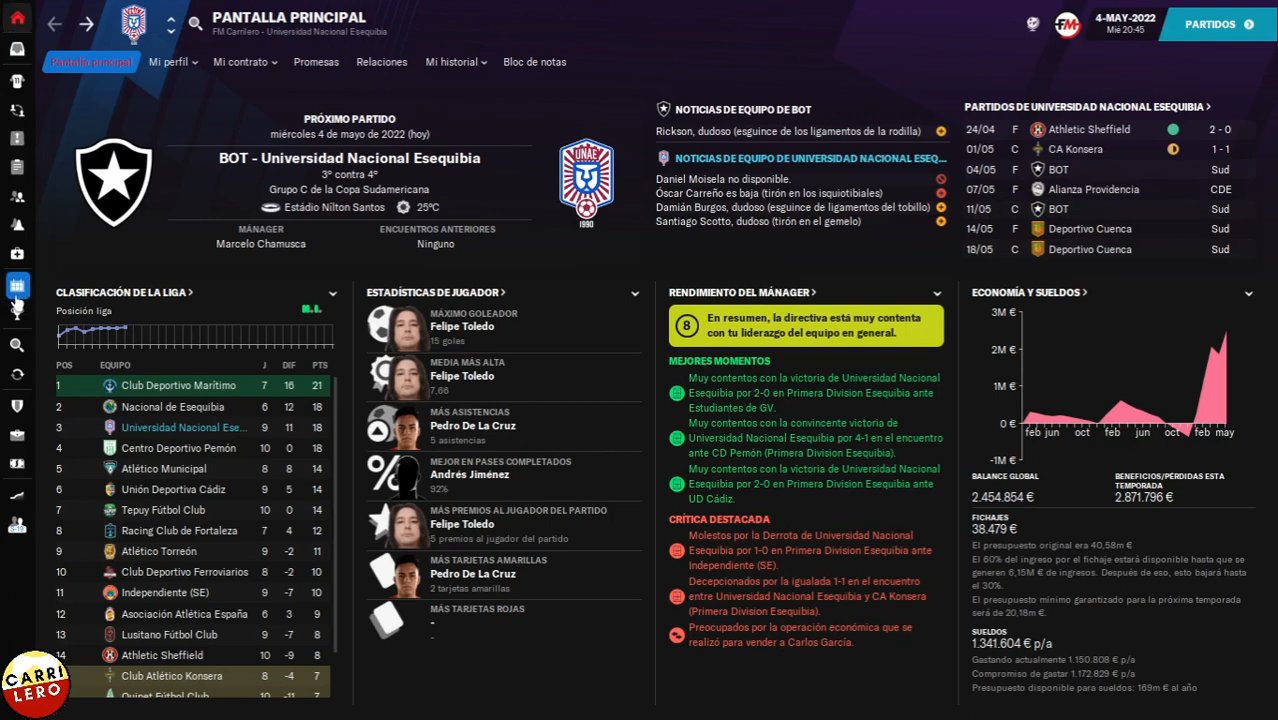 PANTALLA PRINCIPAL
FM Carrilero - Universidad Nacional Esequibia
4-MAY-2022
Mié 20:45
PARTIDOS
Pantalla principal
Mi perfil
Mi contrato
Promesas
Relaciones
Mi historial
Bloc de notas
PRÓXIMO PARTIDO
miércoles 4 de mayo de 2022 (hoy)
BOT - Universidad Nacional Esequibia
3º contra 4º
Grupo C de la Copa Sudamericana
Estádio Nílton Santos 25ºC
MÁNAGER
Marcelo Chamusca
ENCUENTROS ANTERIORES
Ninguno
UNAE
1990
NOTICIAS DE EQUIPO DE BOT
Rickson, dudoso (esguince de los ligamentos de la rodilla)
NOTICIAS DE EQUIPO DE UNIVERSIDAD NACIONAL ESEQ...
Daniel Moisela no disponible.
Óscar Carreño es baja (tirón en los isquiotibiales)
Damián Burgos, dudoso (esguince de los ligamentos del tobillo)
Santiago Scotto, dudoso (tirón en el gemelo)
PARTIDOS DE UNIVERSIDAD NACIONAL ESEQUIBIA
24/04 F Athletic Sheffield 2 - 0
01/05 C CA Konsera 1 - 1
04/05 F BOT Sud
07/05 F Alianza Providencia CDE
11/05 C BOT Sud
14/05 F Deportivo Cuenca Sud
18/05 C Deportivo Cuenca Sud
CLASIFICACIÓN DE LA LIGA
Posición liga
POS EQUIPO J DIF PTS
1 Club Deportivo Marítimo 7 16 21
2 Nacional de Esequibia 6 12 18
3 Universidad Nacional Ese... 9 11 18
4 Centro Deportivo Pemón 10 0 18
5 Atlético Municipal 8 8 14
6 Unión Deportiva Cádiz 9 5 14
7 Tepuy Fútbol Club 10 0 14
8 Racing Club de Fortaleza 7 4 12
9 Atlético Torreón 9 -2 11
10 Club Deportivo Ferroviarios 8 -2 10
11 Independiente (SE) 9 -7 10
12 Asociación Atlética España 6 3 9
13 Lusitano Fútbol Club 9 -7 8
14 Athletic Sheffield 10 -9 8
Club Atlético Konsera 8 -4 7
Quipet Fútbol Club 10 -11 7
CARRILERO
ESTADÍSTICAS DE JUGADOR
MÁXIMO GOLEADOR
Felipe Toledo
15 goles
MEDIA MÁS ALTA
Felipe Toledo
7,66
MÁS ASISTENCIAS
Pedro De La Cruz
5 asistencias
MEJOR EN PASES COMPLETADOS
Andrés Jiménez
92%
MÁS PREMIOS AL JUGADOR DEL PARTIDO
Felipe Toledo
5 premios al jugador del partido
MÁS TARJETAS AMARILLAS
Pedro De La Cruz
2 tarjetas amarillas
MÁS TARJETAS ROJAS
-
-
RENDIMIENTO DEL MÁNAGER
8
En resumen, la directiva está muy contenta
con tu liderazgo del equipo en general.
MEJORES MOMENTOS
Muy contentos con la victoria de Universidad Nacional
Esequibia por 2-0 en Primera División Esequibia ante
Estudiantes de GV.
Muy contentos con la convincente victoria de
Universidad Nacional Esequibia por 4-1 en el encuentro
ante CD Pemón (Primera División Esequibia).
Muy contentos con la victoria de Universidad Nacional
Esequibia por 2-0 en Primera División Esequibia ante
UD Cádiz.
CRÍTICA DESTACADA
Molestos por la Derrota de Universidad Nacional
Esequibia por 1-0 en Primera Division Esequibia ante
Independiente (SE).
Decepcionados por la igualada 1-1 en el encuentro
entre Universidad Nacional Esequibia y CA Konsera
(Primera Division Esequibia).
Preocupados por la operación económica que se
realizó para vender a Carlos García.
ECONOMÍA Y SUELDOS
3M €
2M €
1M €
0 €
-1M €
feb jun oct feb jun oct feb may
BALANCE GLOBAL
2.454.854 €
BENEFICIOS/PÉRDIDAS ESTA
TEMPORADA
2.871.796 €
FICHAJES
38.479 €
El presupuesto original era 40,58m €
El 60% del ingreso por el fichaje estará disponible hasta que se
generen 6,15M € de ingresos. Después de eso, esto bajará hasta
el 30%.
El presupuesto mínimo garantizado para la próxima temporada
será de 20,18m €.
SUELDOS
1.341.604 € p/a
Gastando actualmente 1.150.808 € p/a
Compromiso de gastar 1.172.829 € p/a
Presupuesto disponible para sueldos: 169m € al año